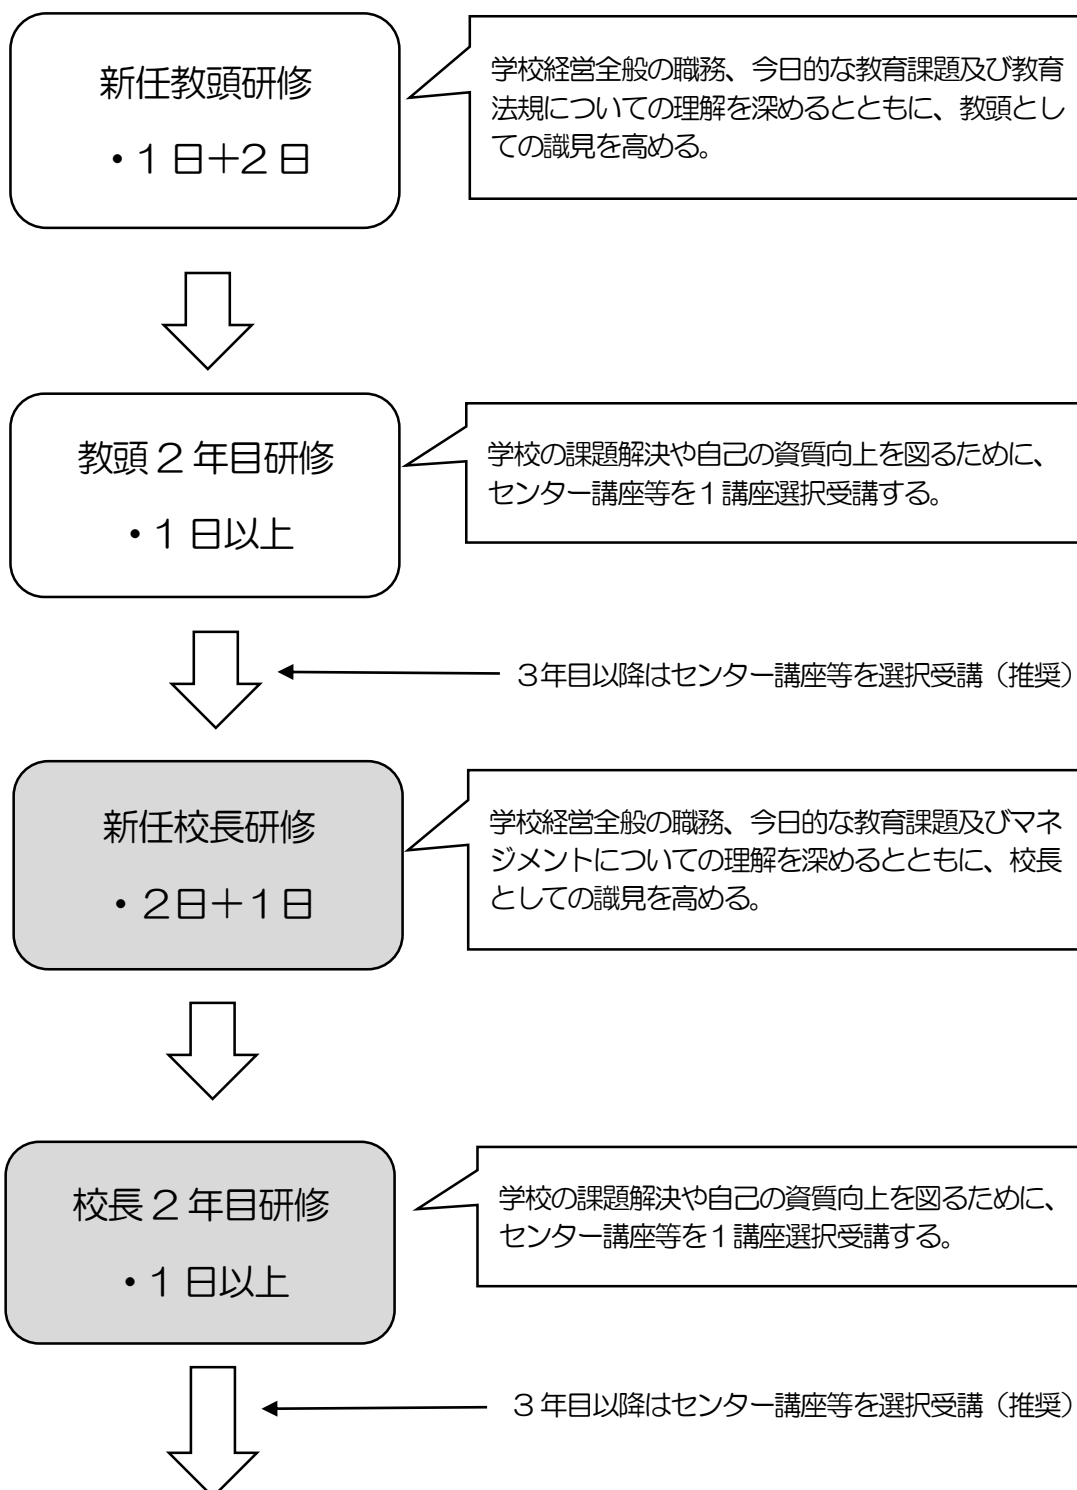 新任教頭研修
・１日＋２日
学校経営全般の職務、今日的な教育課題及び教育
法規についての理解を深めるとともに、教頭とし
ての識見を高める。
教頭２年目研修
・１日以上
学校の課題解決や自己の資質向上を図るために、
センター講座等を１講座選択受講する。
３年目以降はセンター講座等を選択受講（推奨）
新任校長研修
・２日＋１日
学校経営全般の職務、今日的な教育課題及びマネ
ジメントについての理解を深めるとともに、校長
としての識見を高める。
校長２年目研修
・１日以上
学校の課題解決や自己の資質向上を図るために、
センター講座等を１講座選択受講する。
３年目以降はセンター講座等を選択受講（推奨）